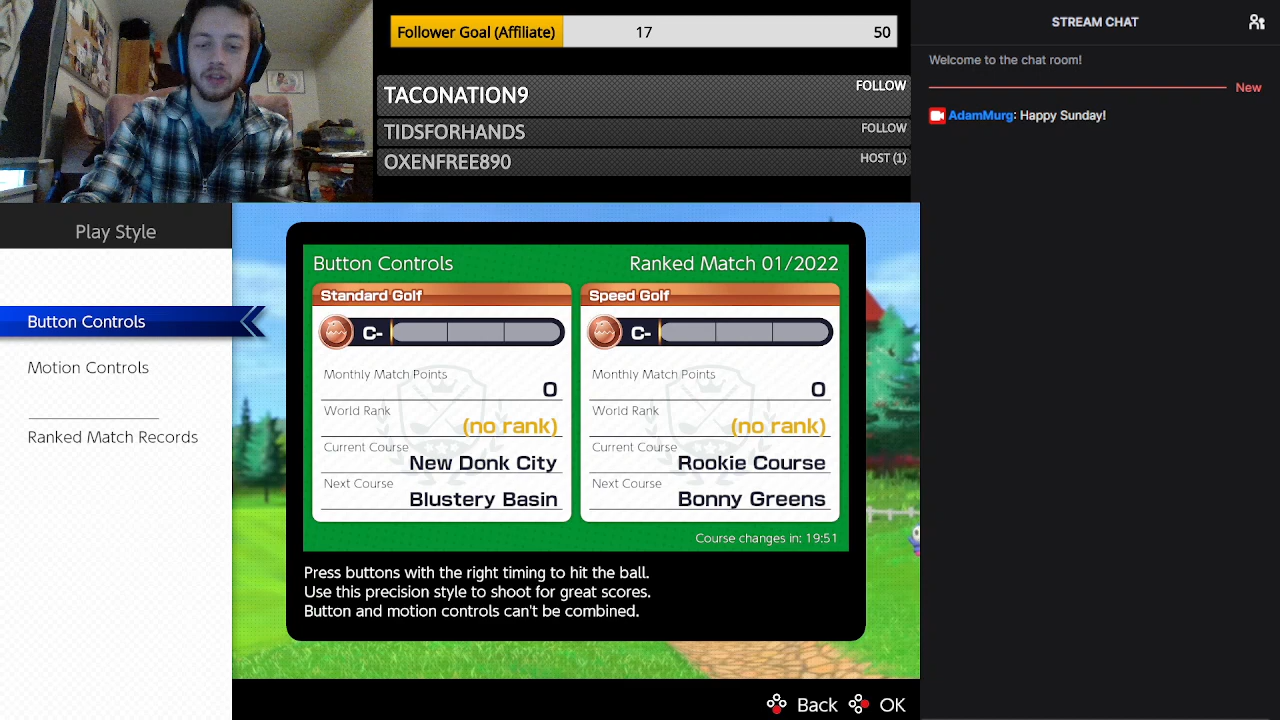 Follower Goal (Affiliate) 17 50
TACONATION9 FOLLOW
TIDSFORHANDS FOLLOW
OXENFREE890 HOST (1)
STREAM CHAT
Welcome to the chat room!
New
AdamMurg: Happy Sunday!
Play Style
Button Controls
Motion Controls
Ranked Match Records
Button Controls Ranked Match 01/2022
Standard Golf
C-
Monthly Match Points
0
World Rank
(no rank)
Current Course
New Donk City
Next Course
Blustery Basin
Speed Golf
C-
Monthly Match Points
0
World Rank
(no rank)
Current Course
Rookie Course
Next Course
Bonny Greens
Course changes in: 19:51
Press buttons with the right timing to hit the ball.
Use this precision style to shoot for great scores.
Button and motion controls can't be combined.
Back OK